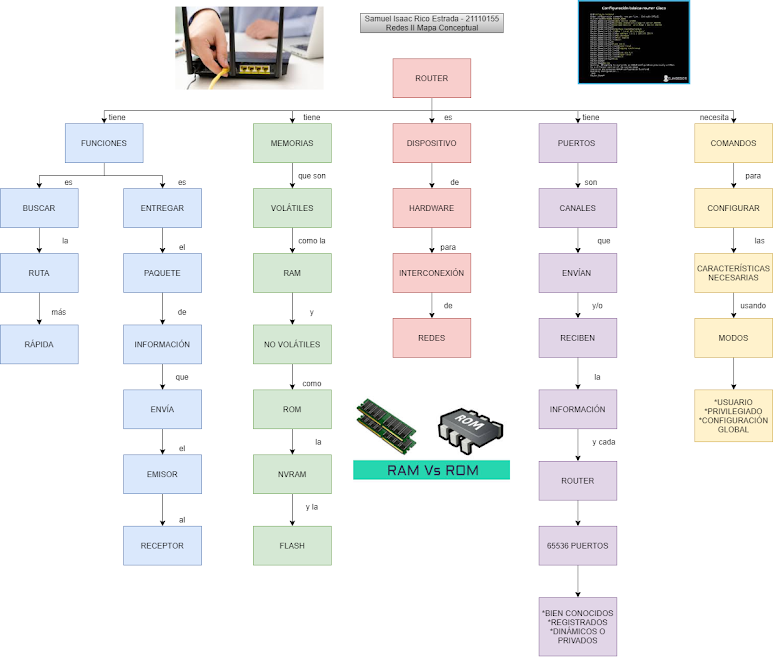 Samuel Isaac Rico Estrada - 21110155
Redes II Mapa Conceptual
Configuración básica router Cisco
ROUTER
tiene
tiene
es
tiene
necesita
FUNCIONES
MEMORIAS
DISPOSITIVO
PUERTOS
COMANDOS
es
es
que son
de
son
para
BUSCAR
ENTREGAR
VOLÁTILES
HARDWARE
CANALES
CONFIGURAR
la
el
como la
para
que
las
RUTA
PAQUETE
RAM
INTERCONEXIÓN
ENVÍAN
CARACTERÍSTICAS
NECESARIAS
más
de
y
de
y/o
usando
RÁPIDA
INFORMACIÓN
NO VOLÁTILES
REDES
RECIBEN
MODOS
que
como
la
ENVÍA
ROM
INFORMACIÓN
*USUARIO
*PRIVILEGIADO
*CONFIGURACIÓN
GLOBAL
el
la
y cada
EMISOR
NVRAM
ROM
RAM Vs ROM
ROUTER
al
y la
RECEPTOR
FLASH
65536 PUERTOS
*BIEN CONOCIDOS
*REGISTRADOS
*DINÁMICOS O
PRIVADOS